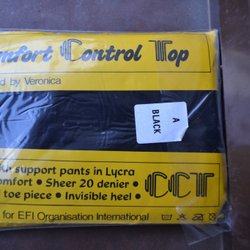 mfort Control Top
d by Veronica
A
BLACK
support pants in Lycra
omfort • Sheer 20 denier •
toe piece • Invisible heel •
CCT
for EFI Organisation International